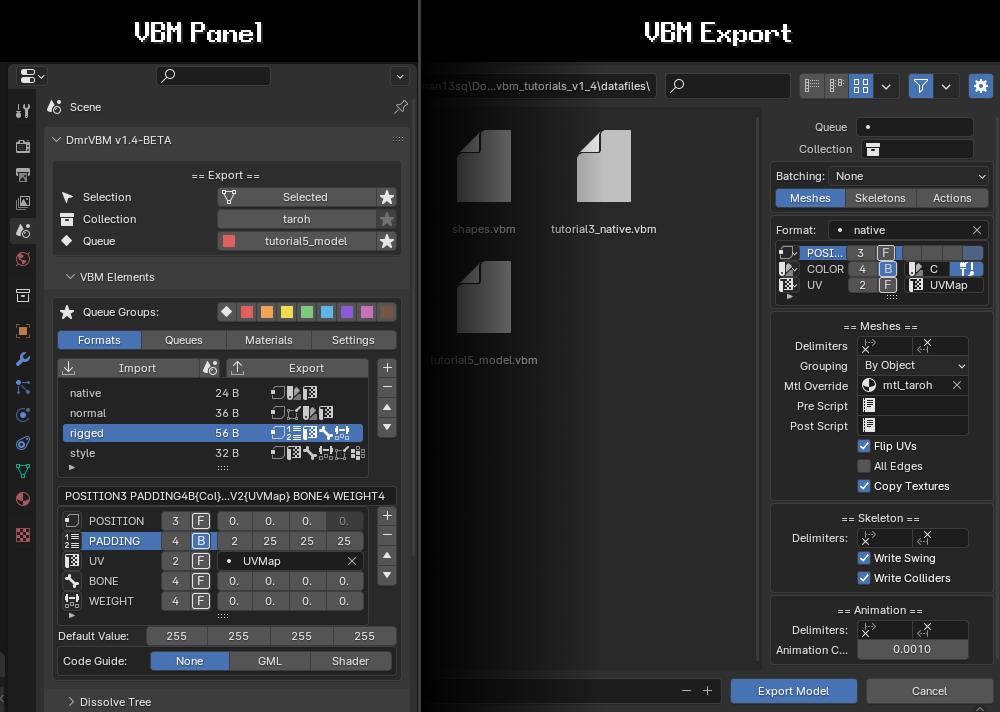 VBM Panel
Scene
DmrVBM v1.4-BETA
== Export ==
Selection Selected
Collection taroh
Queue tutorial5_model
VBM Elements
Queue Groups:
Formats Queues Materials Settings
Import Export
native 24 B
normal 36 B
rigged 56 B
style 32 B
POSITION3 PADDING4B{Col}...V2{UVMap} BONE4 WEIGHT4
POSITION 3 F 0. 0. 0. 0.
PADDING 4 B 2 25 25 25
UV 2 F • UVMap
BONE 4 F 0. 0. 0. 0.
WEIGHT 4 F 0. 0. 0. 0.
Default Value: 255 255 255 255
Code Guide: None GML Shader
Dissolve Tree
VBM Export
an13sq\Do...vbm_tutorials_v1_4\datafiles\
shapes.vbm
tutorial3_native.vbm
tutorial5_model.vbm
Queue
Collection
Batching: None
Meshes Skeletons Actions
Format: • native
POSI... 3 F
COLOR 4 B C
UV 2 F UVMap
== Meshes ==
Delimiters
Grouping By Object
Mtl Override mtl_taroh
Pre Script
Post Script
Flip UVs
All Edges
Copy Textures
== Skeleton ==
Delimiters:
Write Swing
Write Colliders
== Animation ==
Delimiters:
Animation C... 0.0010
Export Model Cancel